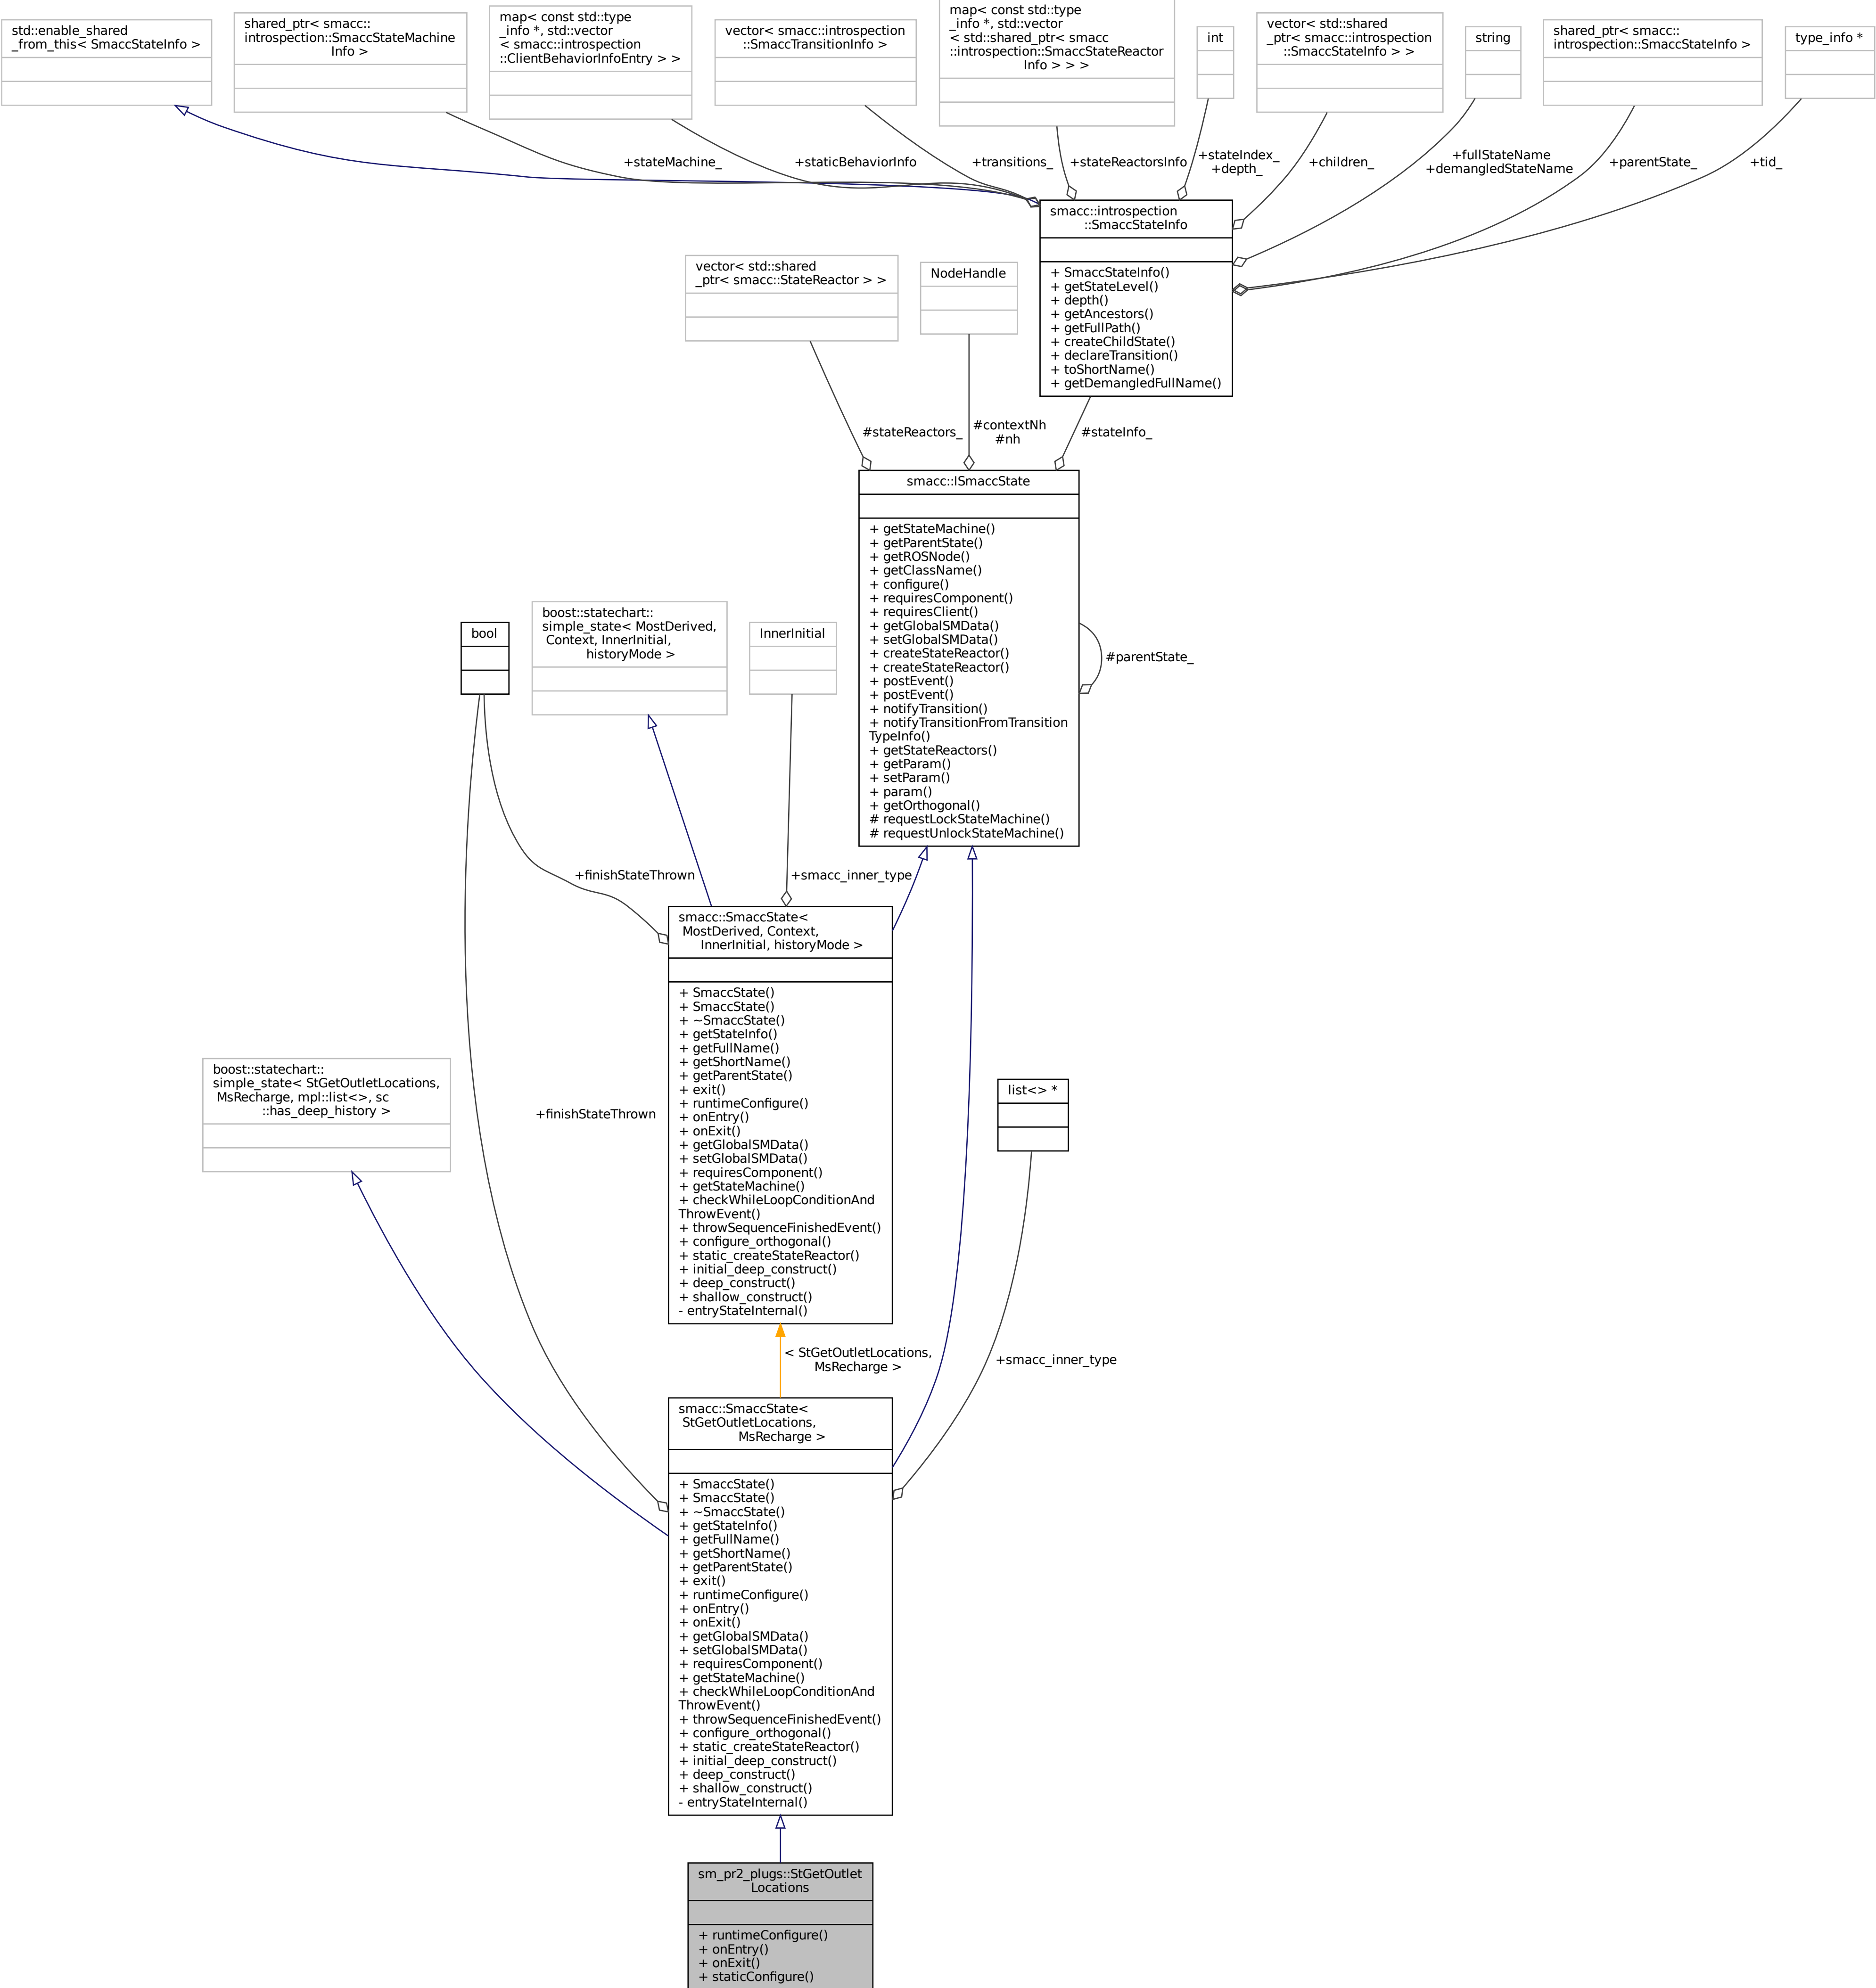 std::enable_shared
_from_this< SmaccStateInfo >
shared_ptr< smacc::
introspection::SmaccStateMachine
Info >
map< const std::type
_info *, std::vector
< smacc::introspection
::ClientBehaviorInfoEntry > >
vector< smacc::introspection
::SmaccTransitionInfo >
map< const std::type
_info *, std::vector
< std::shared_ptr< smacc
::introspection::SmaccStateReactor
Info > > >
int
vector< std::shared
_ptr< smacc::introspection
::SmaccStateInfo > >
string
shared_ptr< smacc::
introspection::SmaccStateInfo >
type_info *
+stateMachine_
+staticBehaviorInfo
+transitions_
+stateReactorsInfo
+stateIndex_
+depth_
+children_
+fullStateName
+demangledStateName
+parentState_
+tid_
smacc::introspection
::SmaccStateInfo
+ SmaccStateInfo()
+ getStateLevel()
+ depth()
+ getAncestors()
+ getFullPath()
+ createChildState()
+ declareTransition()
+ toShortName()
+ getDemangledFullName()
vector< std::shared
_ptr< smacc::StateReactor > >
NodeHandle
#stateReactors_
#contextNh
#nh
#stateInfo_
smacc::ISmaccState
+ getStateMachine()
+ getParentState()
+ getROSNode()
+ getClassName()
+ configure()
+ requiresComponent()
+ requiresClient()
+ getGlobalSMData()
+ setGlobalSMData()
+ createStateReactor()
+ createStateReactor()
+ postEvent()
+ postEvent()
+ notifyTransition()
+ notifyTransitionFromTransition
TypeInfo()
+ getStateReactors()
+ getParam()
+ setParam()
+ param()
+ getOrthogonal()
# requestLockStateMachine()
# requestUnlockStateMachine()
#parentState_
bool
boost::statechart::
simple_state< MostDerived,
Context, InnerInitial,
historyMode >
InnerInitial
+finishStateThrown
+smacc_inner_type
smacc::SmaccState<
MostDerived, Context,
InnerInitial, historyMode >
+ SmaccState()
+ SmaccState()
+ ~SmaccState()
+ getStateInfo()
+ getFullName()
+ getShortName()
+ getParentState()
+ exit()
+ runtimeConfigure()
+ onEntry()
+ onExit()
+ getGlobalSMData()
+ setGlobalSMData()
+ requiresComponent()
+ getStateMachine()
+ checkWhileLoopConditionAnd
ThrowEvent()
+ throwSequenceFinishedEvent()
+ configure_orthogonal()
+ static_createStateReactor()
+ initial_deep_construct()
+ deep_construct()
+ shallow_construct()
- entryStateInternal()
boost::statechart::
simple_state< StGetOutletLocations,
MsRecharge, mpl::list<>, sc
::has_deep_history >
+finishStateThrown
list<> *
< StGetOutletLocations,
MsRecharge >
+smacc_inner_type
smacc::SmaccState<
StGetOutletLocations,
MsRecharge >
+ SmaccState()
+ SmaccState()
+ ~SmaccState()
+ getStateInfo()
+ getFullName()
+ getShortName()
+ getParentState()
+ exit()
+ runtimeConfigure()
+ onEntry()
+ onExit()
+ getGlobalSMData()
+ setGlobalSMData()
+ requiresComponent()
+ getStateMachine()
+ checkWhileLoopConditionAnd
ThrowEvent()
+ throwSequenceFinishedEvent()
+ configure_orthogonal()
+ static_createStateReactor()
+ initial_deep_construct()
+ deep_construct()
+ shallow_construct()
- entryStateInternal()
sm_pr2_plugs::StGetOutlet
Locations
+ runtimeConfigure()
+ onEntry()
+ onExit()
+ staticConfigure()